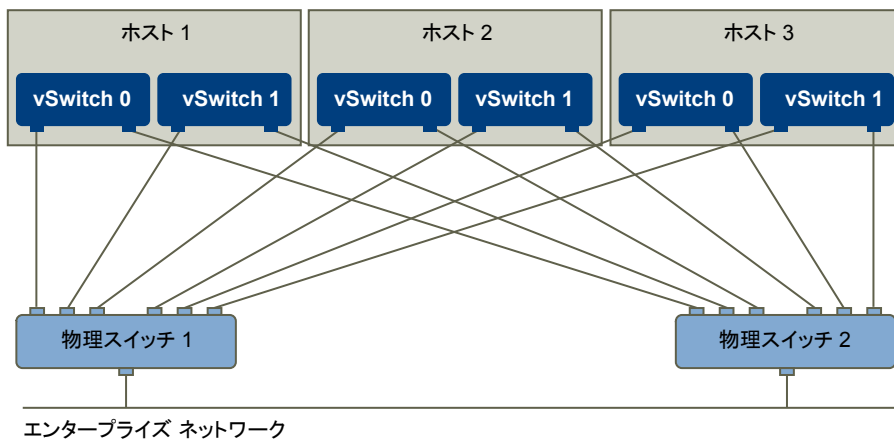 ホスト 1
ホスト 2
ホスト 3
vSwitch 0
vSwitch 1
vSwitch 0
vSwitch 1
vSwitch 0
vSwitch 1
物理スイッチ 1
物理スイッチ 2
エンタープライズ ネットワーク